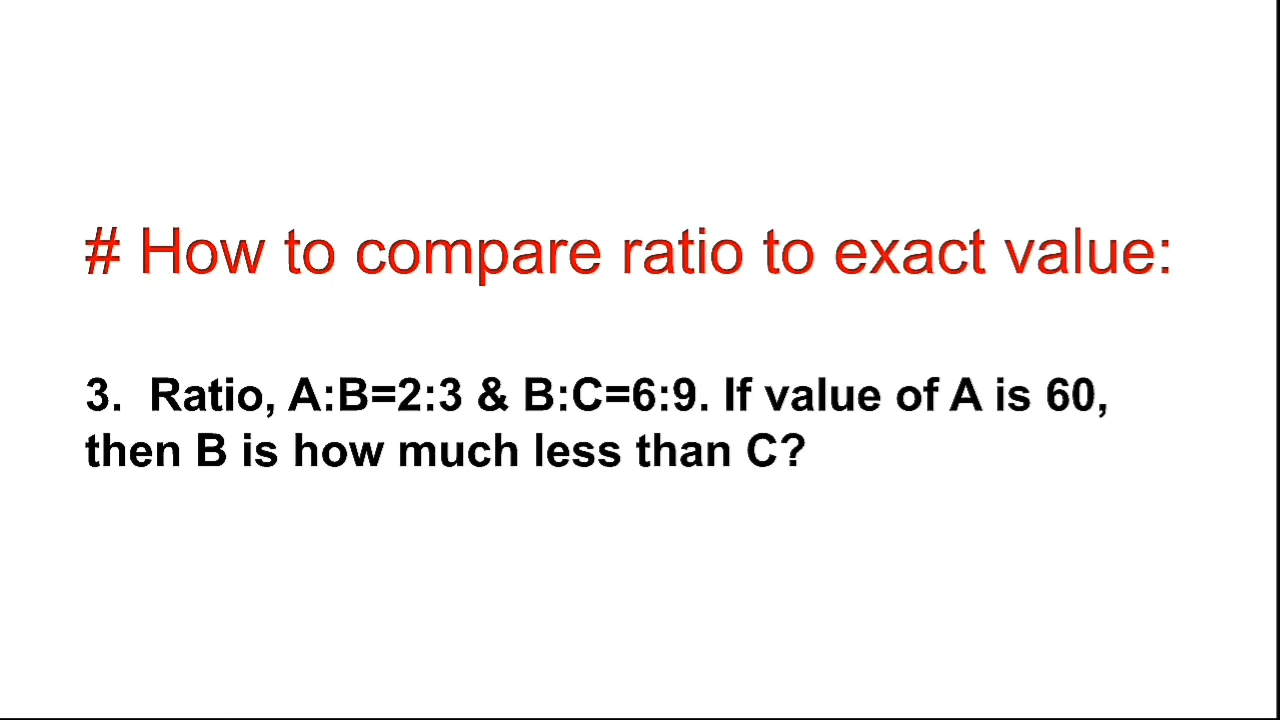 # How to compare ratio to exact value:
3. Ratio, A:B=2:3 & B:C=6:9. If value of A is 60,
then B is how much less than C?